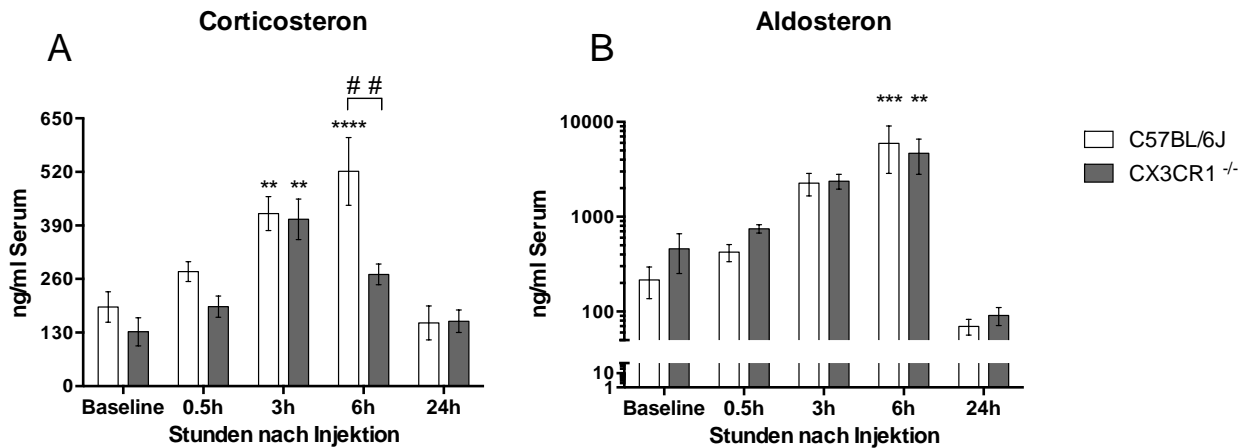 Corticosteron
A
# #
****
** **
650
520
390
260
130
0
ng/ml Serum
Baseline 0.5h 3h 6h 24h
Stunden nach Injektion
Aldosteron
B
*** **
10000
1000
100
10
1
ng/ml Serum
Baseline 0.5h 3h 6h 24h
Stunden nach Injektion
C57BL/6J
CX3CR1 -/-